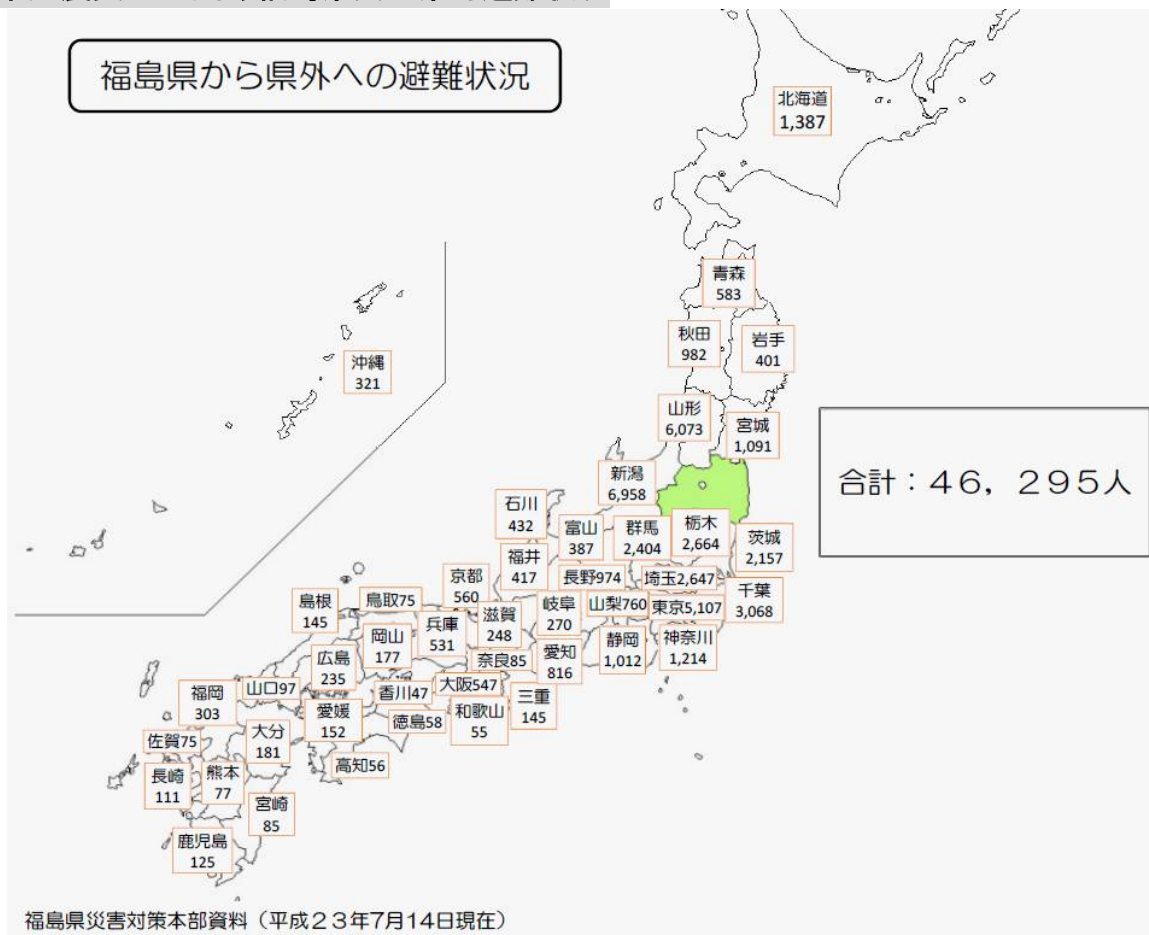 福島県から県外への避難状況
北海道
1,387
青森
583
秋田
982
岩手
401
沖縄
321
山形
6,073
宮城
1,091
合計：４６，２９５人
新潟
6,958
石川
432
富山
387
群馬
2,404
栃木
2,664
茨城
2,157
福井
417
長野974
埼玉2,647
京都
560
千葉
3,068
島根
145
鳥取75
兵庫
531
滋賀
248
岐阜
270
山梨760
東京5,107
岡山
177
愛知
816
静岡
1,012
神奈川
1,214
広島
235
奈良85
福岡
303
山口97
香川47
大阪547
三重
145
愛媛
152
徳島58
和歌山
55
佐賀75
大分
181
高知56
長崎
111
熊本
77
宮崎
85
鹿児島
125
福島県災害対策本部資料（平成２３年7月14日現在）